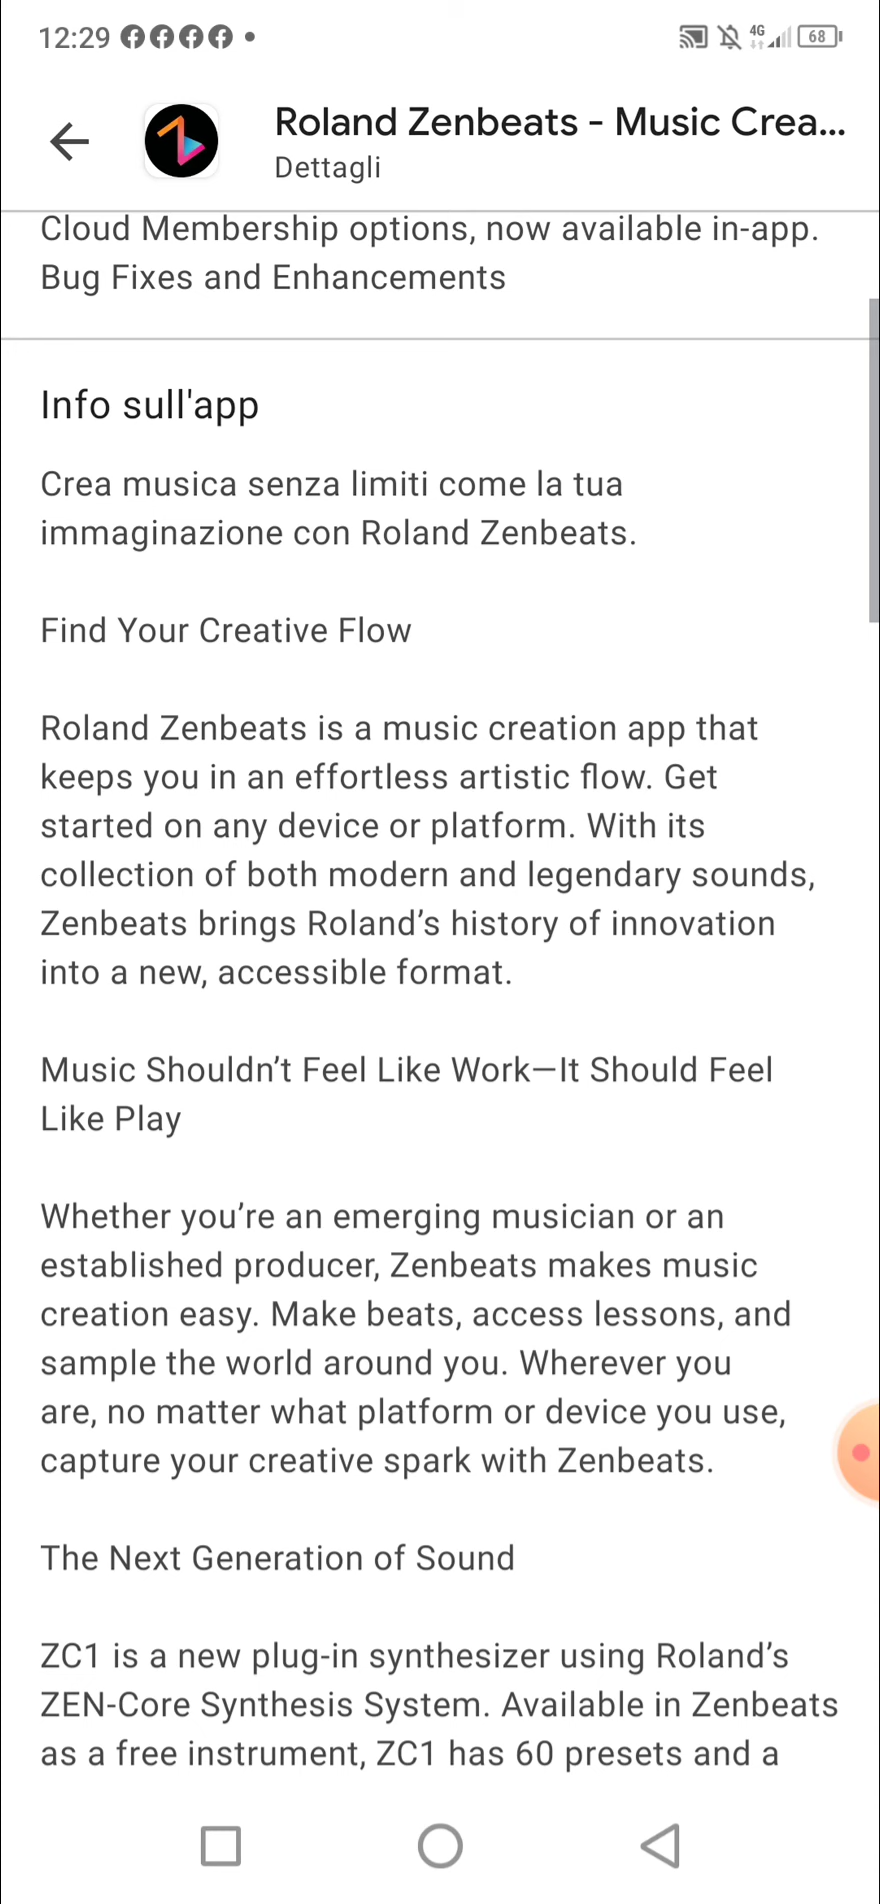 12:29
4G
68
Roland Zenbeats - Music Crea...
Dettagli
Cloud Membership options, now available in-app.
Bug Fixes and Enhancements
Info sull'app
Crea musica senza limiti come la tua
immaginazione con Roland Zenbeats.
Find Your Creative Flow
Roland Zenbeats is a music creation app that
keeps you in an effortless artistic flow. Get
started on any device or platform. With its
collection of both modern and legendary sounds,
Zenbeats brings Roland’s history of innovation
into a new, accessible format.
Music Shouldn’t Feel Like Work—It Should Feel
Like Play
Whether you’re an emerging musician or an
established producer, Zenbeats makes music
creation easy. Make beats, access lessons, and
sample the world around you. Wherever you
are, no matter what platform or device you use,
capture your creative spark with Zenbeats.
The Next Generation of Sound
ZC1 is a new plug-in synthesizer using Roland’s
ZEN-Core Synthesis System. Available in Zenbeats
as a free instrument, ZC1 has 60 presets and a